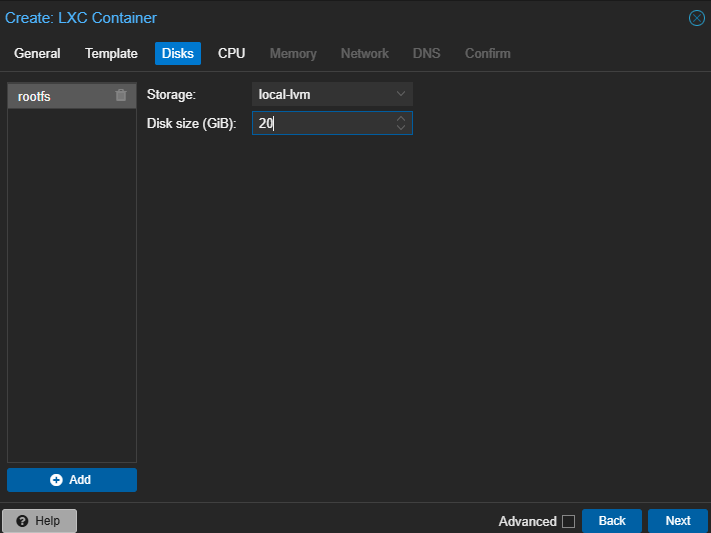 Create: LXC Container
General Template Disks CPU Memory Network DNS Confirm
rootfs
Storage: local-lvm
Disk size (GiB): 20
Add
Help Advanced Back Next